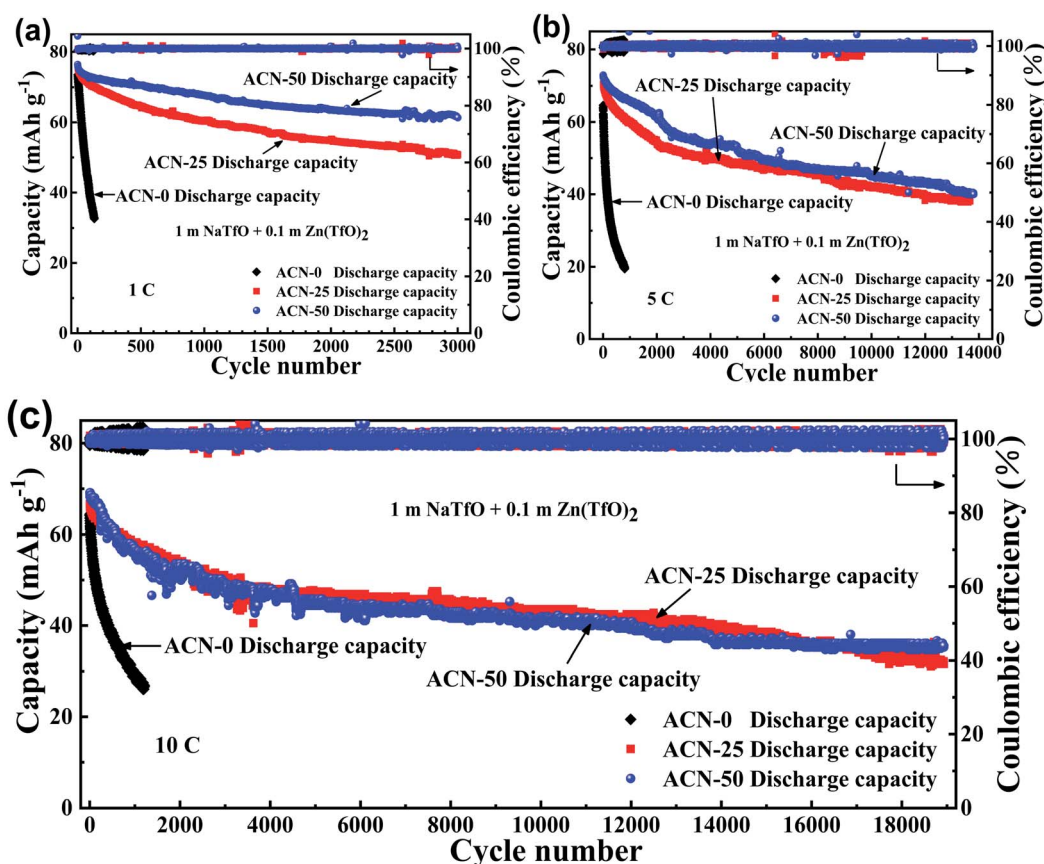 (a)
80
60
40
20
0
Capacity (mAh g-1)
100
80
60
40
20
0
Coulombic efficiency (%)
ACN-50 Discharge capacity
ACN-25 Discharge capacity
ACN-0 Discharge capacity
1 m NaTfO + 0.1 m Zn(TfO)2
ACN-0 Discharge capacity
ACN-25 Discharge capacity
ACN-50 Discharge capacity
1 C
0 500 1000 1500 2000 2500 3000
Cycle number
(b)
80
60
40
20
0
Capacity (mAh g-1)
100
80
60
40
20
0
Coulombic efficiency (%)
ACN-25 Discharge capacity
ACN-50 Discharge capacity
ACN-0 Discharge capacity
1 m NaTfO + 0.1 m Zn(TfO)2
ACN-0 Discharge capacity
ACN-25 Discharge capacity
ACN-50 Discharge capacity
5 C
0 2000 4000 6000 8000 10000 12000 14000
Cycle number
(c)
80
60
40
20
0
Capacity (mAh g-1)
100
80
60
40
20
0
Coulombic efficiency (%)
1 m NaTfO + 0.1 m Zn(TfO)2
ACN-25 Discharge capacity
ACN-0 Discharge capacity
ACN-50 Discharge capacity
ACN-0 Discharge capacity
ACN-25 Discharge capacity
ACN-50 Discharge capacity
10 C
0 2000 4000 6000 8000 10000 12000 14000 16000 18000
Cycle number